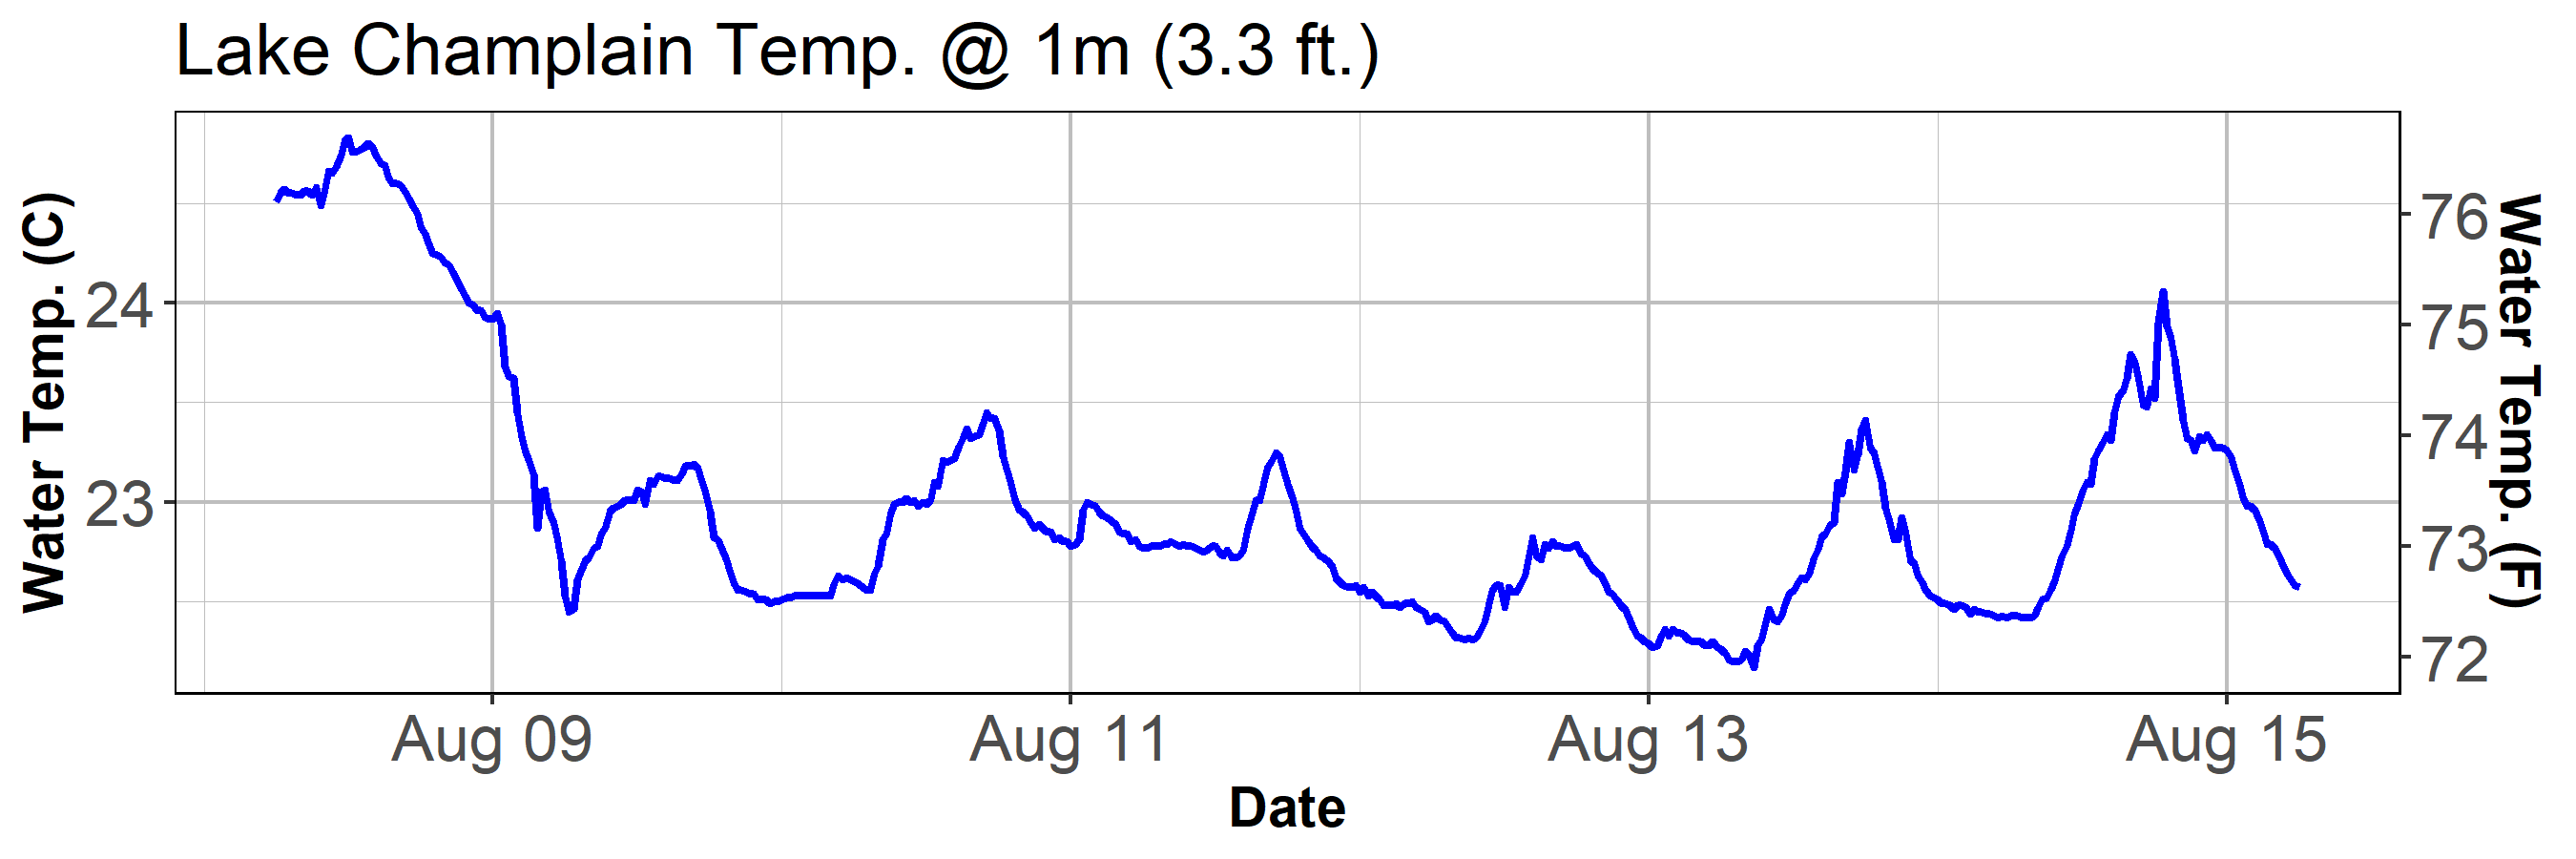 Lake Champlain Temp. @ 1m (3.3 ft.)
Water Temp. (C)
24
23
76
75
74
73
72
Water Temp. (F)
Aug 09
Aug 11
Aug 13
Aug 15
Date